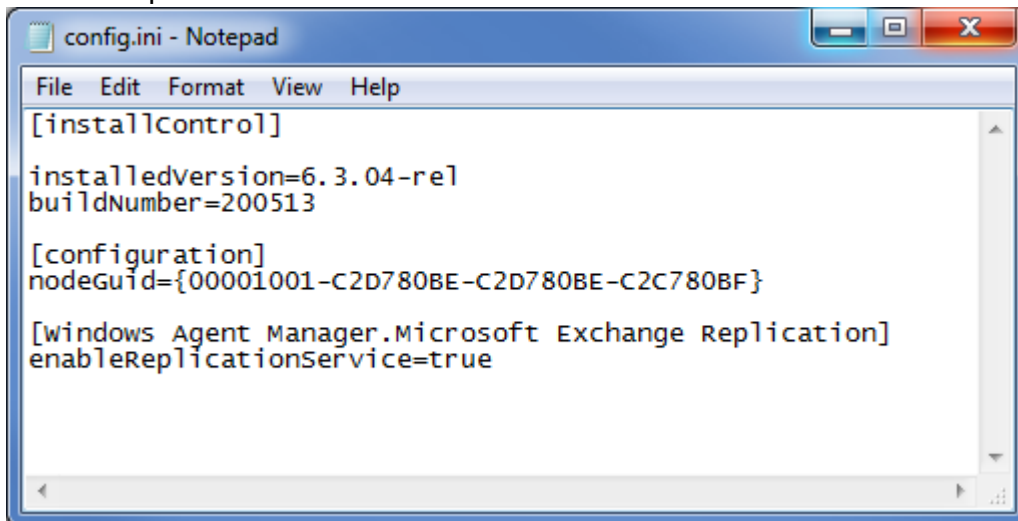 config.ini - Notepad
File Edit Format View Help
[installControl]
installedVersion=6.3.04-rel
buildNumber=200513
[configuration]
nodeGuid={00001001-C2D780BE-C2D780BE-C2C780BF}
[Windows Agent Manager.Microsoft Exchange Replication]
enableReplicationService=true